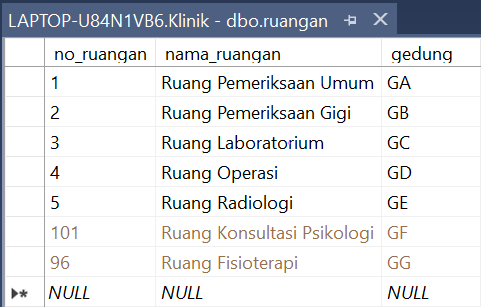 LAPTOP-U84N1VB6.Klinik - dbo.ruangan
no_ruangan nama_ruangan gedung
1 Ruang Pemeriksaan Umum GA
2 Ruang Pemeriksaan Gigi GB
3 Ruang Laboratorium GC
4 Ruang Operasi GD
5 Ruang Radiologi GE
101 Ruang Konsultasi Psikologi GF
96 Ruang Fisioterapi GG
NULL NULL NULL